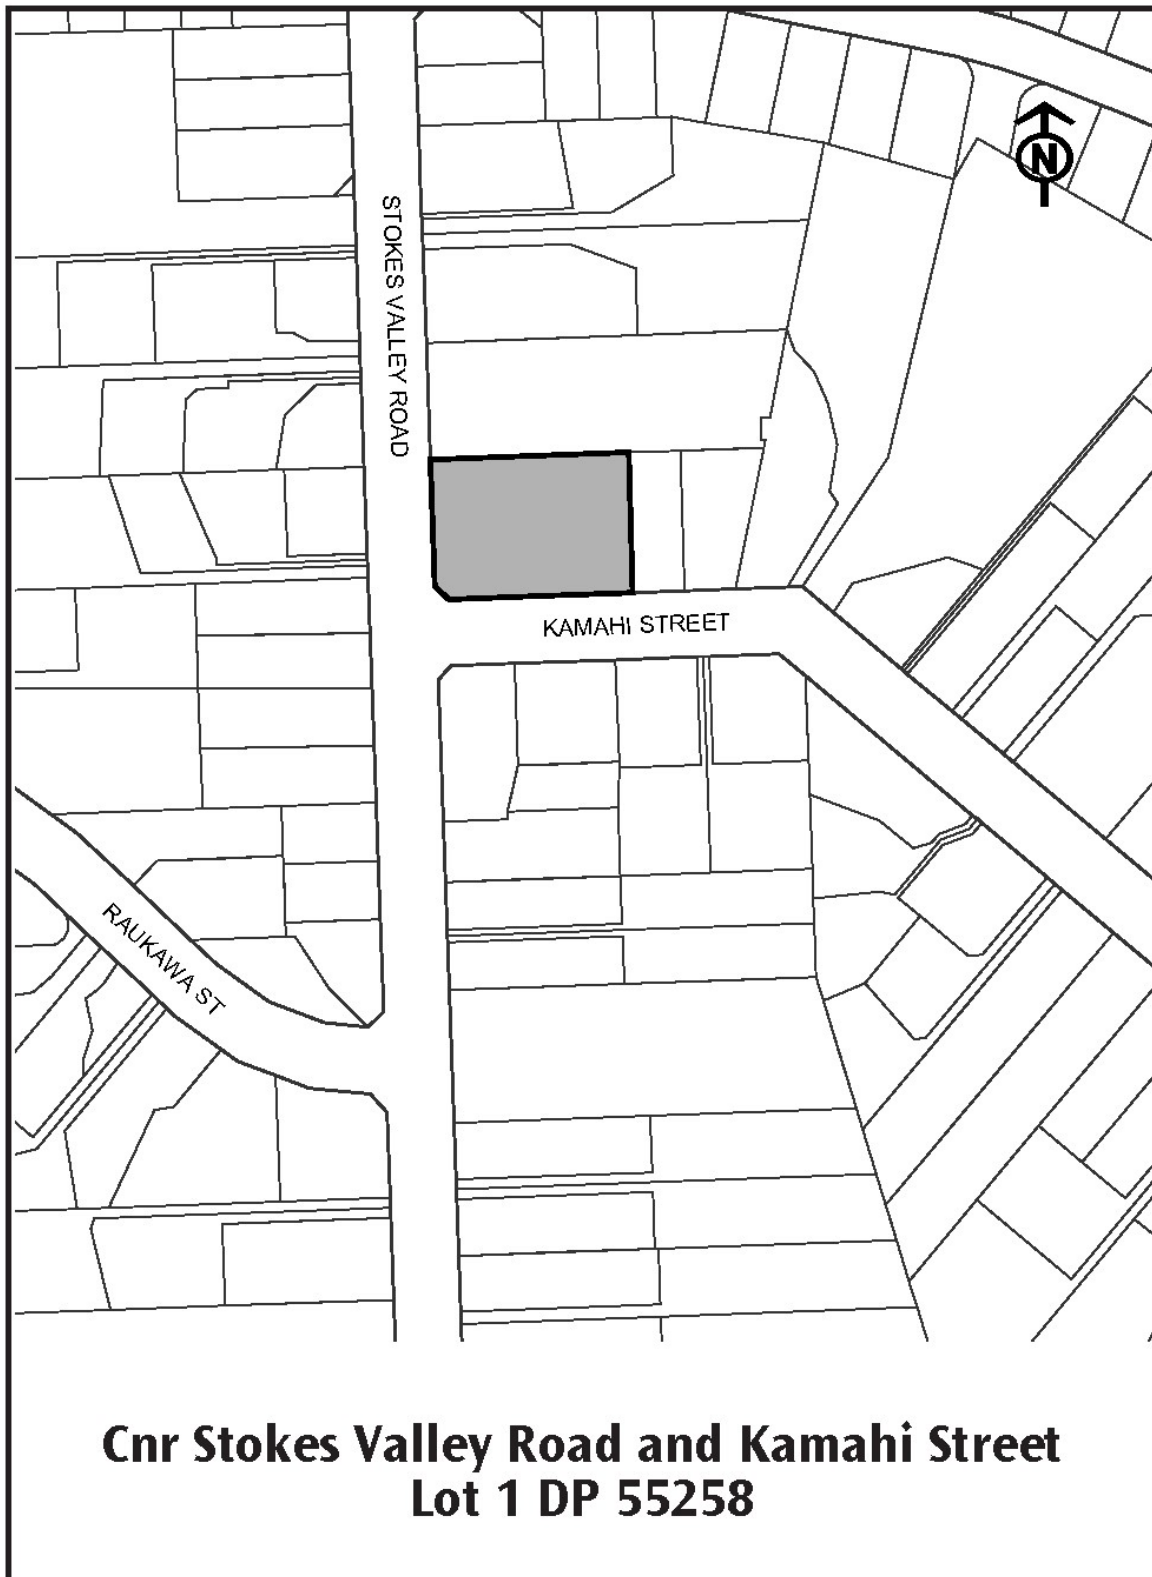 N
STOKES VALLEY ROAD
KAMAHI STREET
RAUKAWA ST
Cnr Stokes Valley Road and Kamahi Street
Lot 1 DP 55258